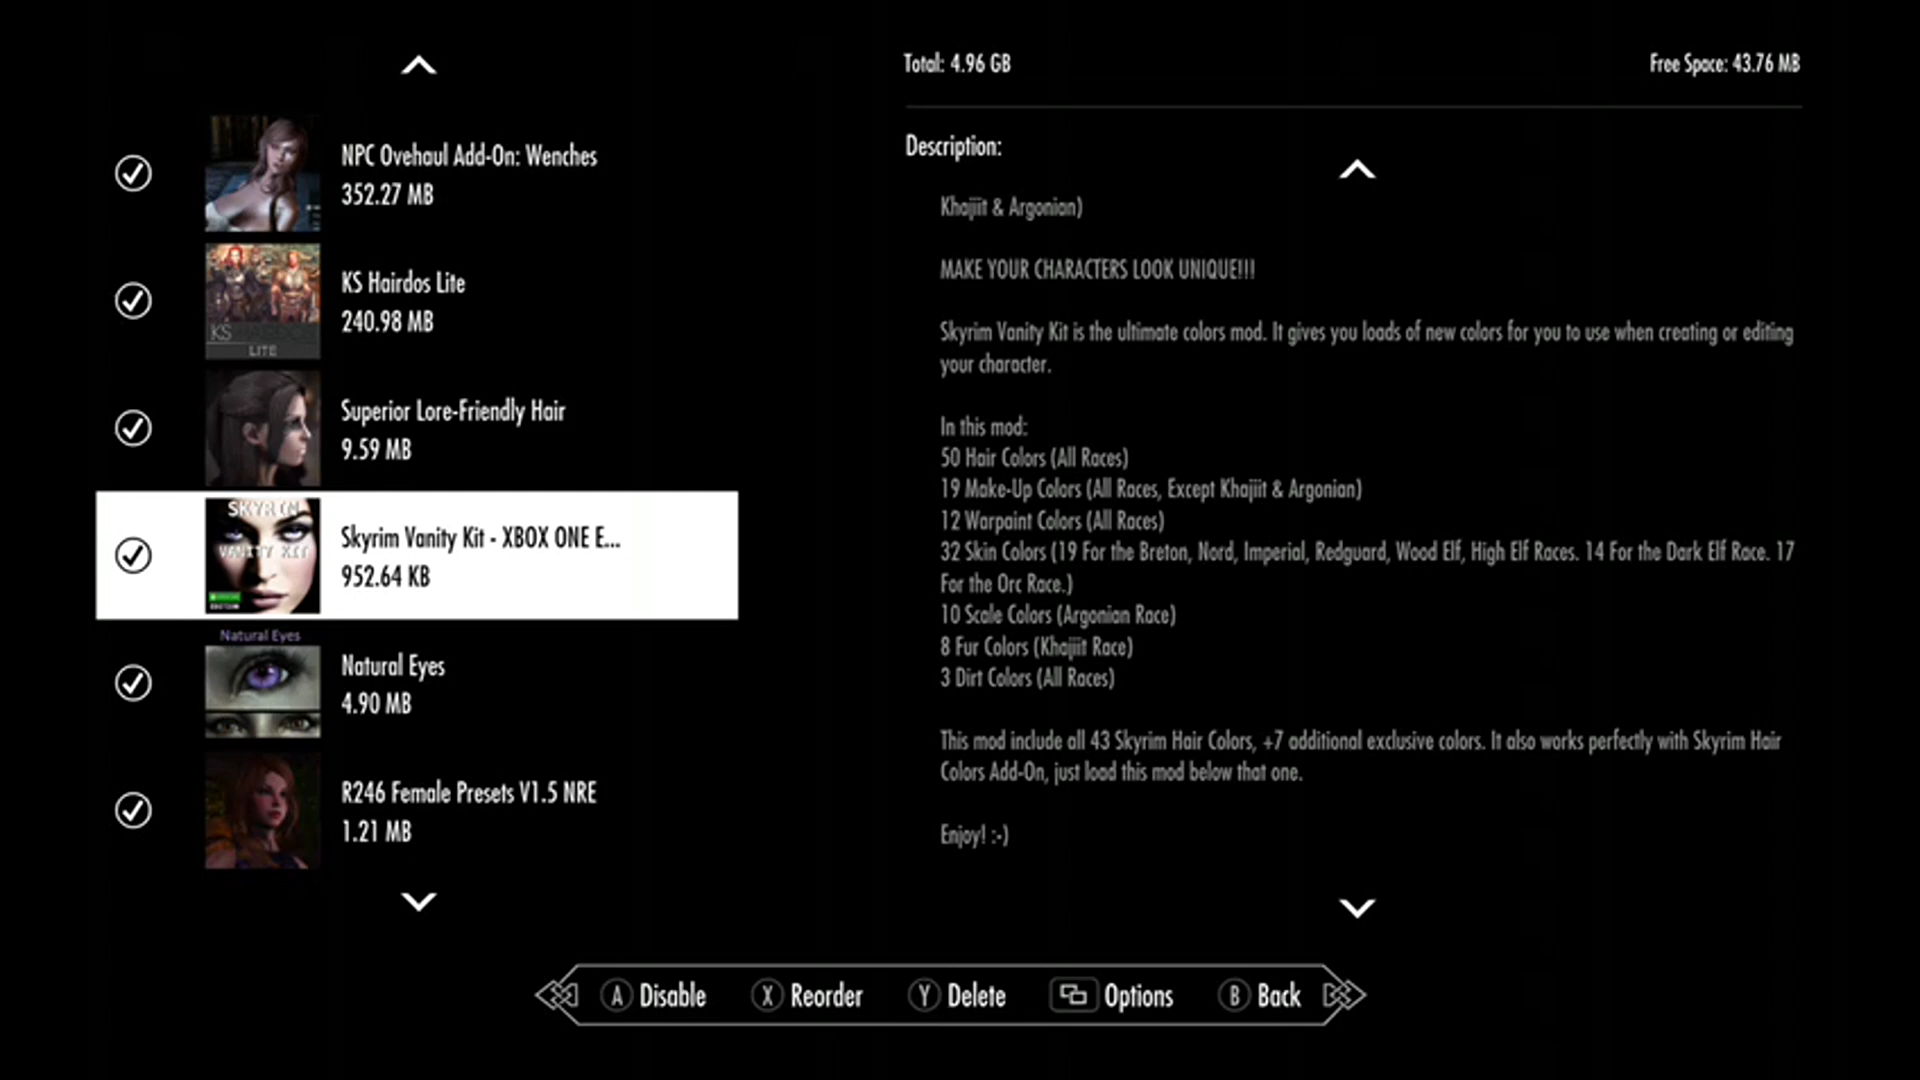 Total: 4.96 GB
Free Space: 43.76 MB
NPC Ovehaul Add-On: Wenches
352.27 MB
KS
LITE
KS Hairdos Lite
240.98 MB
Superior Lore-Friendly Hair
9.59 MB
SKYRIM
VANITY KIT
Skyrim Vanity Kit - XBOX ONE E...
952.64 KB
Natural Eyes
Natural Eyes
4.90 MB
R246 Female Presets V1.5 NRE
1.21 MB
Description:
Khajiit & Argonian)
MAKE YOUR CHARACTERS LOOK UNIQUE!!!
Skyrim Vanity Kit is the ultimate colors mod. It gives you loads of new colors for you to use when creating or editing
your character.
In this mod:
50 Hair Colors (All Races)
19 Make-Up Colors (All Races, Except Khajiit & Argonian)
12 Warpaint Colors (All Races)
32 Skin Colors (19 For the Breton, Nord, Imperial, Redguard, Wood Elf, High Elf Races. 14 For the Dark Elf Race. 17
For the Orc Race.)
10 Scale Colors (Argonian Race)
8 Fur Colors (Khajiit Race)
3 Dirt Colors (All Races)
This mod include all 43 Skyrim Hair Colors, +7 additional exclusive colors. It also works perfectly with Skyrim Hair
Colors Add-On, just load this mod below that one.
Enjoy! :-)
A Disable X Reorder Y Delete Options B Back